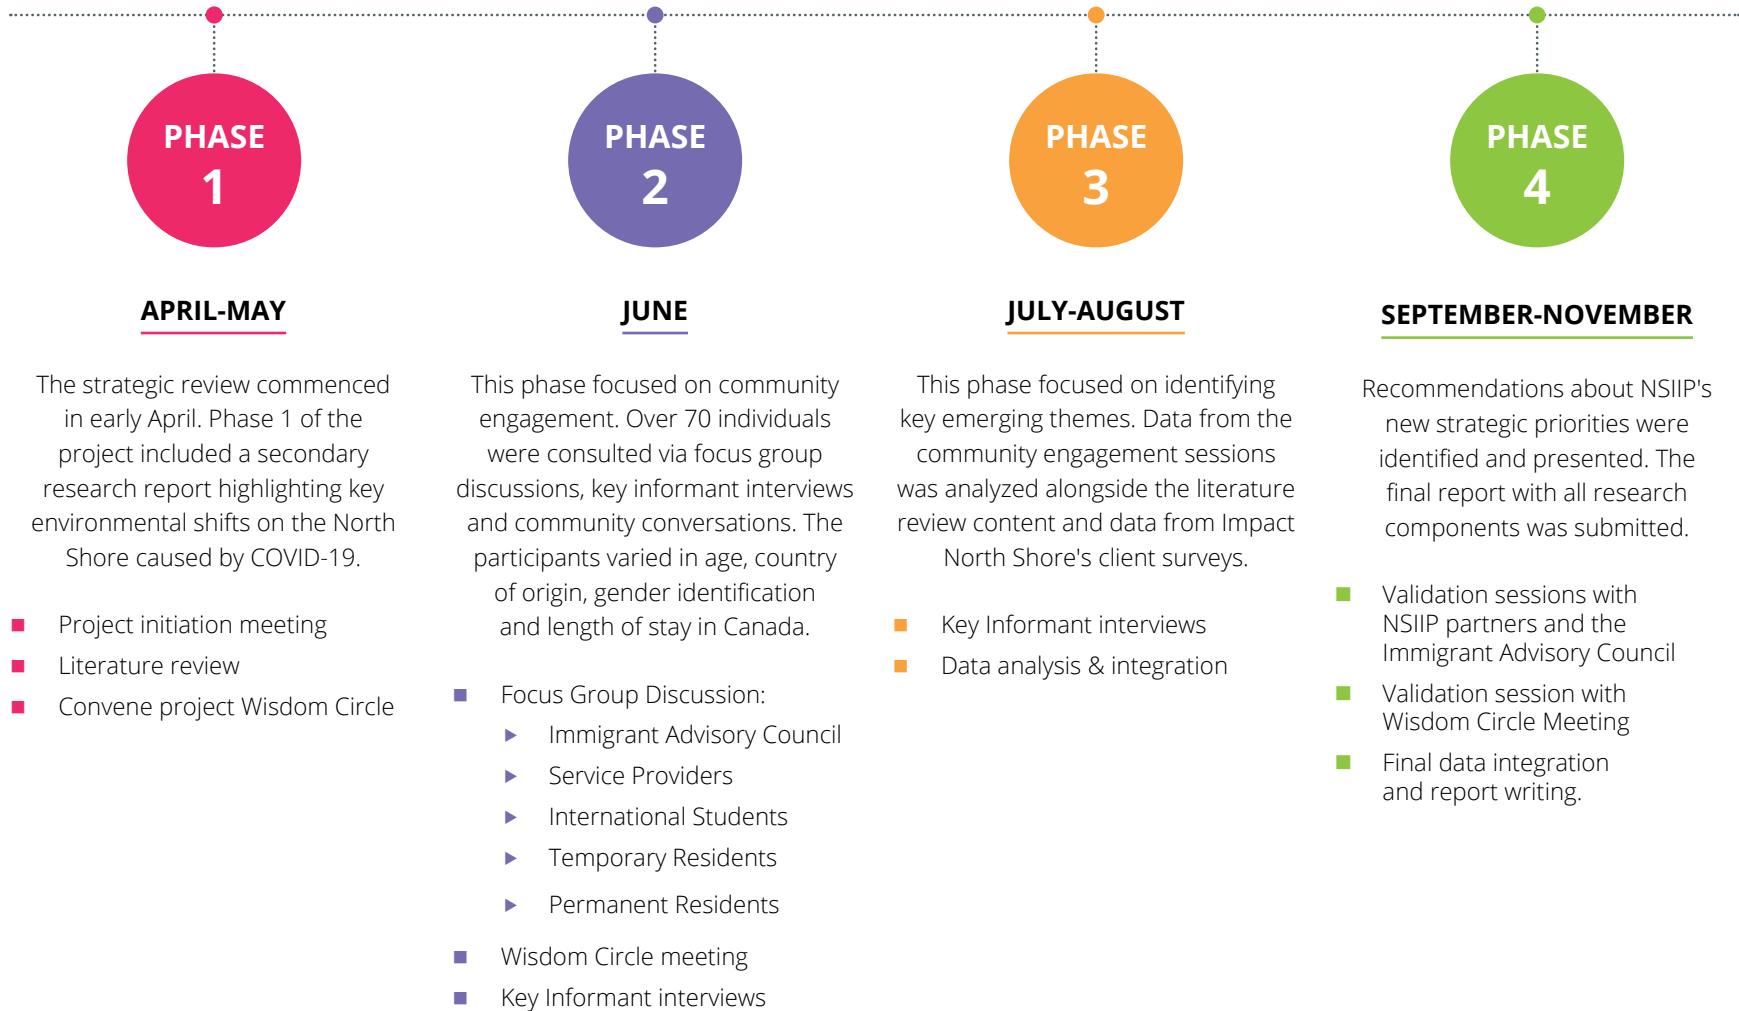 PHASE
1
APRIL-MAY
The strategic review commenced
in early April. Phase 1 of the
project included a secondary
research report highlighting key
environmental shifts on the North
Shore caused by COVID-19.
Project initiation meeting
Literature review
Convene project Wisdom Circle
PHASE
2
JUNE
This phase focused on community
engagement. Over 70 individuals
were consulted via focus group
discussions, key informant interviews
and community conversations. The
participants varied in age, country
of origin, gender identification
and length of stay in Canada.
Focus Group Discussion:
Immigrant Advisory Council
Service Providers
International Students
Temporary Residents
Permanent Residents
Wisdom Circle meeting
Key Informant interviews
PHASE
3
JULY-AUGUST
This phase focused on identifying
key emerging themes. Data from the
community engagement sessions
was analyzed alongside the literature
review content and data from Impact
North Shore's client surveys.
Key Informant interviews
Data analysis & integration
PHASE
4
SEPTEMBER-NOVEMBER
Recommendations about NSIIP's
new strategic priorities were
identified and presented. The
final report with all research
components was submitted.
Validation sessions with
NSIIP partners and the
Immigrant Advisory Council
Validation session with
Wisdom Circle Meeting
Final data integration
and report writing.